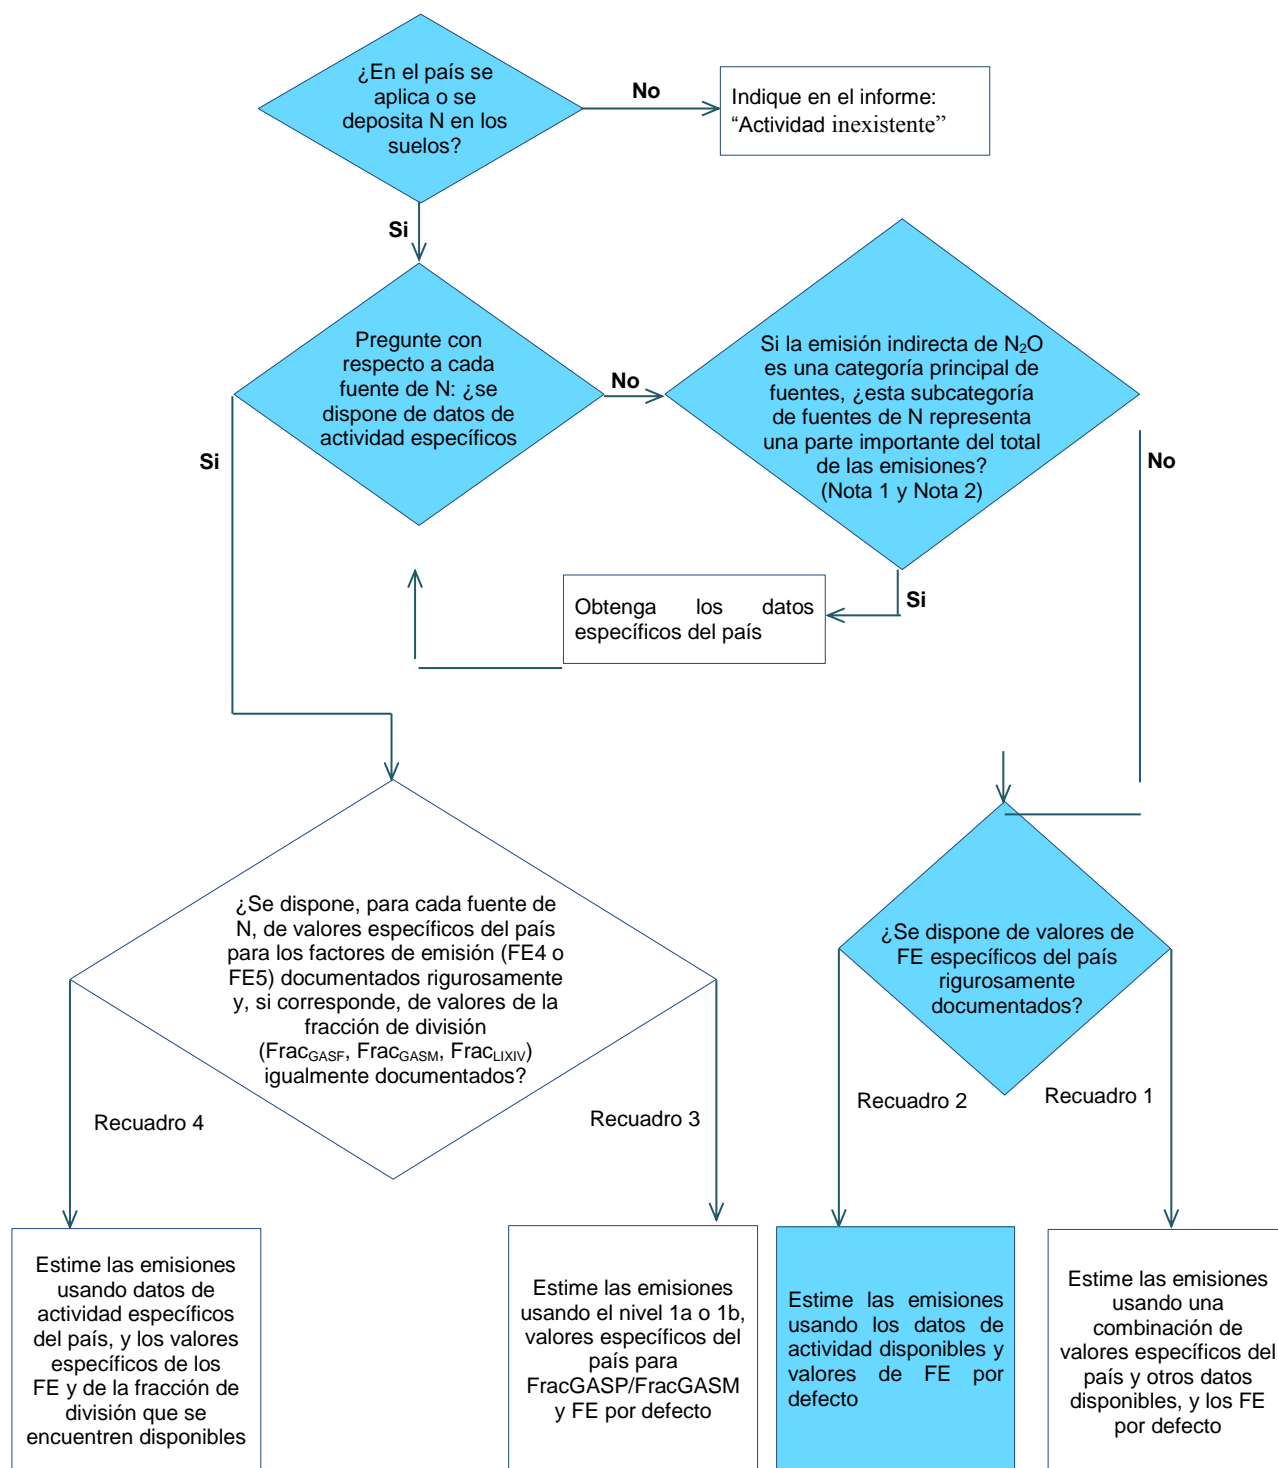 ¿En el país se
aplica o se
deposita N en los
suelos?
No
Indique en el informe:
“Actividad inexistente”
Si
Pregunte con
respecto a cada
fuente de N: ¿se
dispone de datos de
actividad específicos
No
Si la emisión indirecta de N₂O
es una categoría principal de
fuentes, ¿esta subcategoría
de fuentes de N representa
una parte importante del total
de las emisiones?
(Nota 1 y Nota 2)
Si
No
Obtenga los datos
específicos del país
Si
¿Se dispone, para cada fuente de
N, de valores específicos del país
para los factores de emisión (FE4 o
FE5) documentados rigurosamente
y, si corresponde, de valores de la
fracción de división
(FracGASF, FracGASM, FracLIXIV)
igualmente documentados?
¿Se dispone de valores de
FE específicos del país
rigurosamente
documentados?
Recuadro 4
Recuadro 3
Recuadro 2
Recuadro 1
Estime las emisiones
usando datos de
actividad específicos
del país, y los valores
específicos de los
FE y de la fracción de
división que se
encuentren disponibles
Estime las emisiones
usando el nivel 1a o 1b,
valores específicos del
país para
FracGASP/FracGASM
y FE por defecto
Estime las emisiones
usando los datos de
actividad disponibles y
valores de FE por
defecto
Estime las emisiones
usando una
combinación de
valores específicos del
país y otros datos
disponibles, y los FE
por defecto